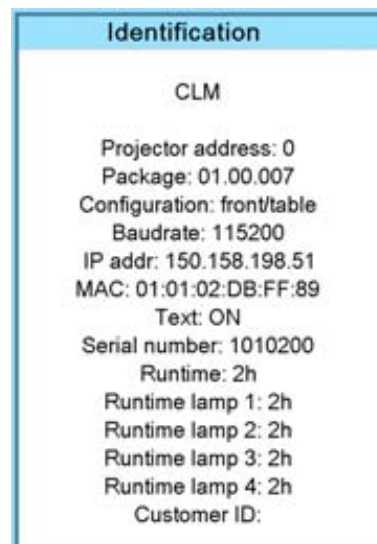 Identification
CLM
Projector address: 0
Package: 01.00.007
Configuration: front/table
Baudrate: 115200
IP addr: 150.158.198.51
MAC: 01:01:02:DB:FF:89
Text: ON
Serial number: 1010200
Runtime: 2h
Runtime lamp 1: 2h
Runtime lamp 2: 2h
Runtime lamp 3: 2h
Runtime lamp 4: 2h
Customer ID: